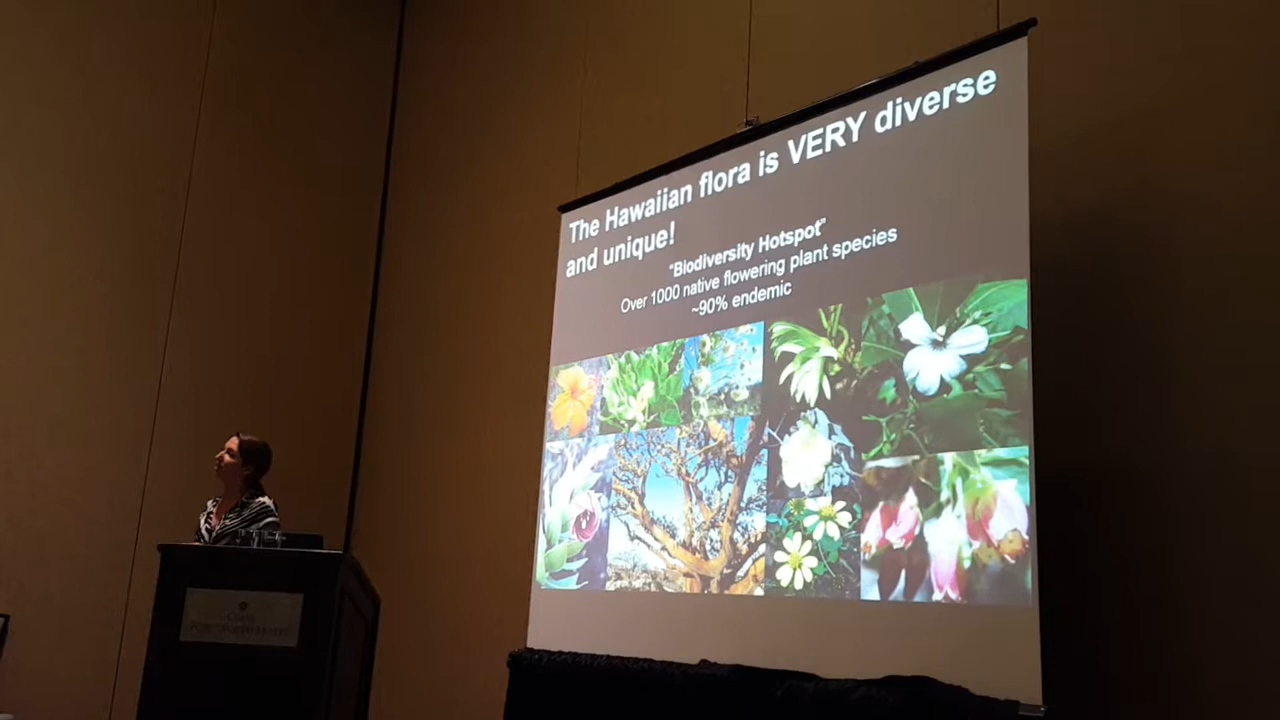 The Hawaiian flora is VERY diverse
and unique!
"Biodiversity Hotspot"
Over 1000 native flowering plant species
~90% endemic